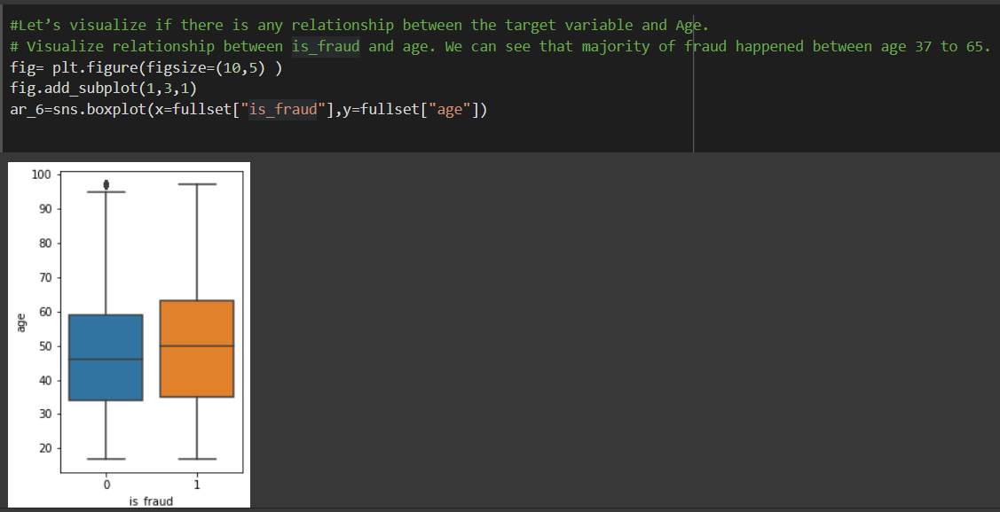 #Let’s visualize if there is any relationship between the target variable and Age.
# Visualize relationship between is_fraud and age. We can see that majority of fraud happened between age 37 to 65.
fig= plt.figure(figsize=(10,5) )
fig.add_subplot(1,3,1)
ar_6=sns.boxplot(x=fullset["is_fraud"],y=fullset["age"])
100
90
80
70
60
50
40
30
20
age
0 1
is fraud